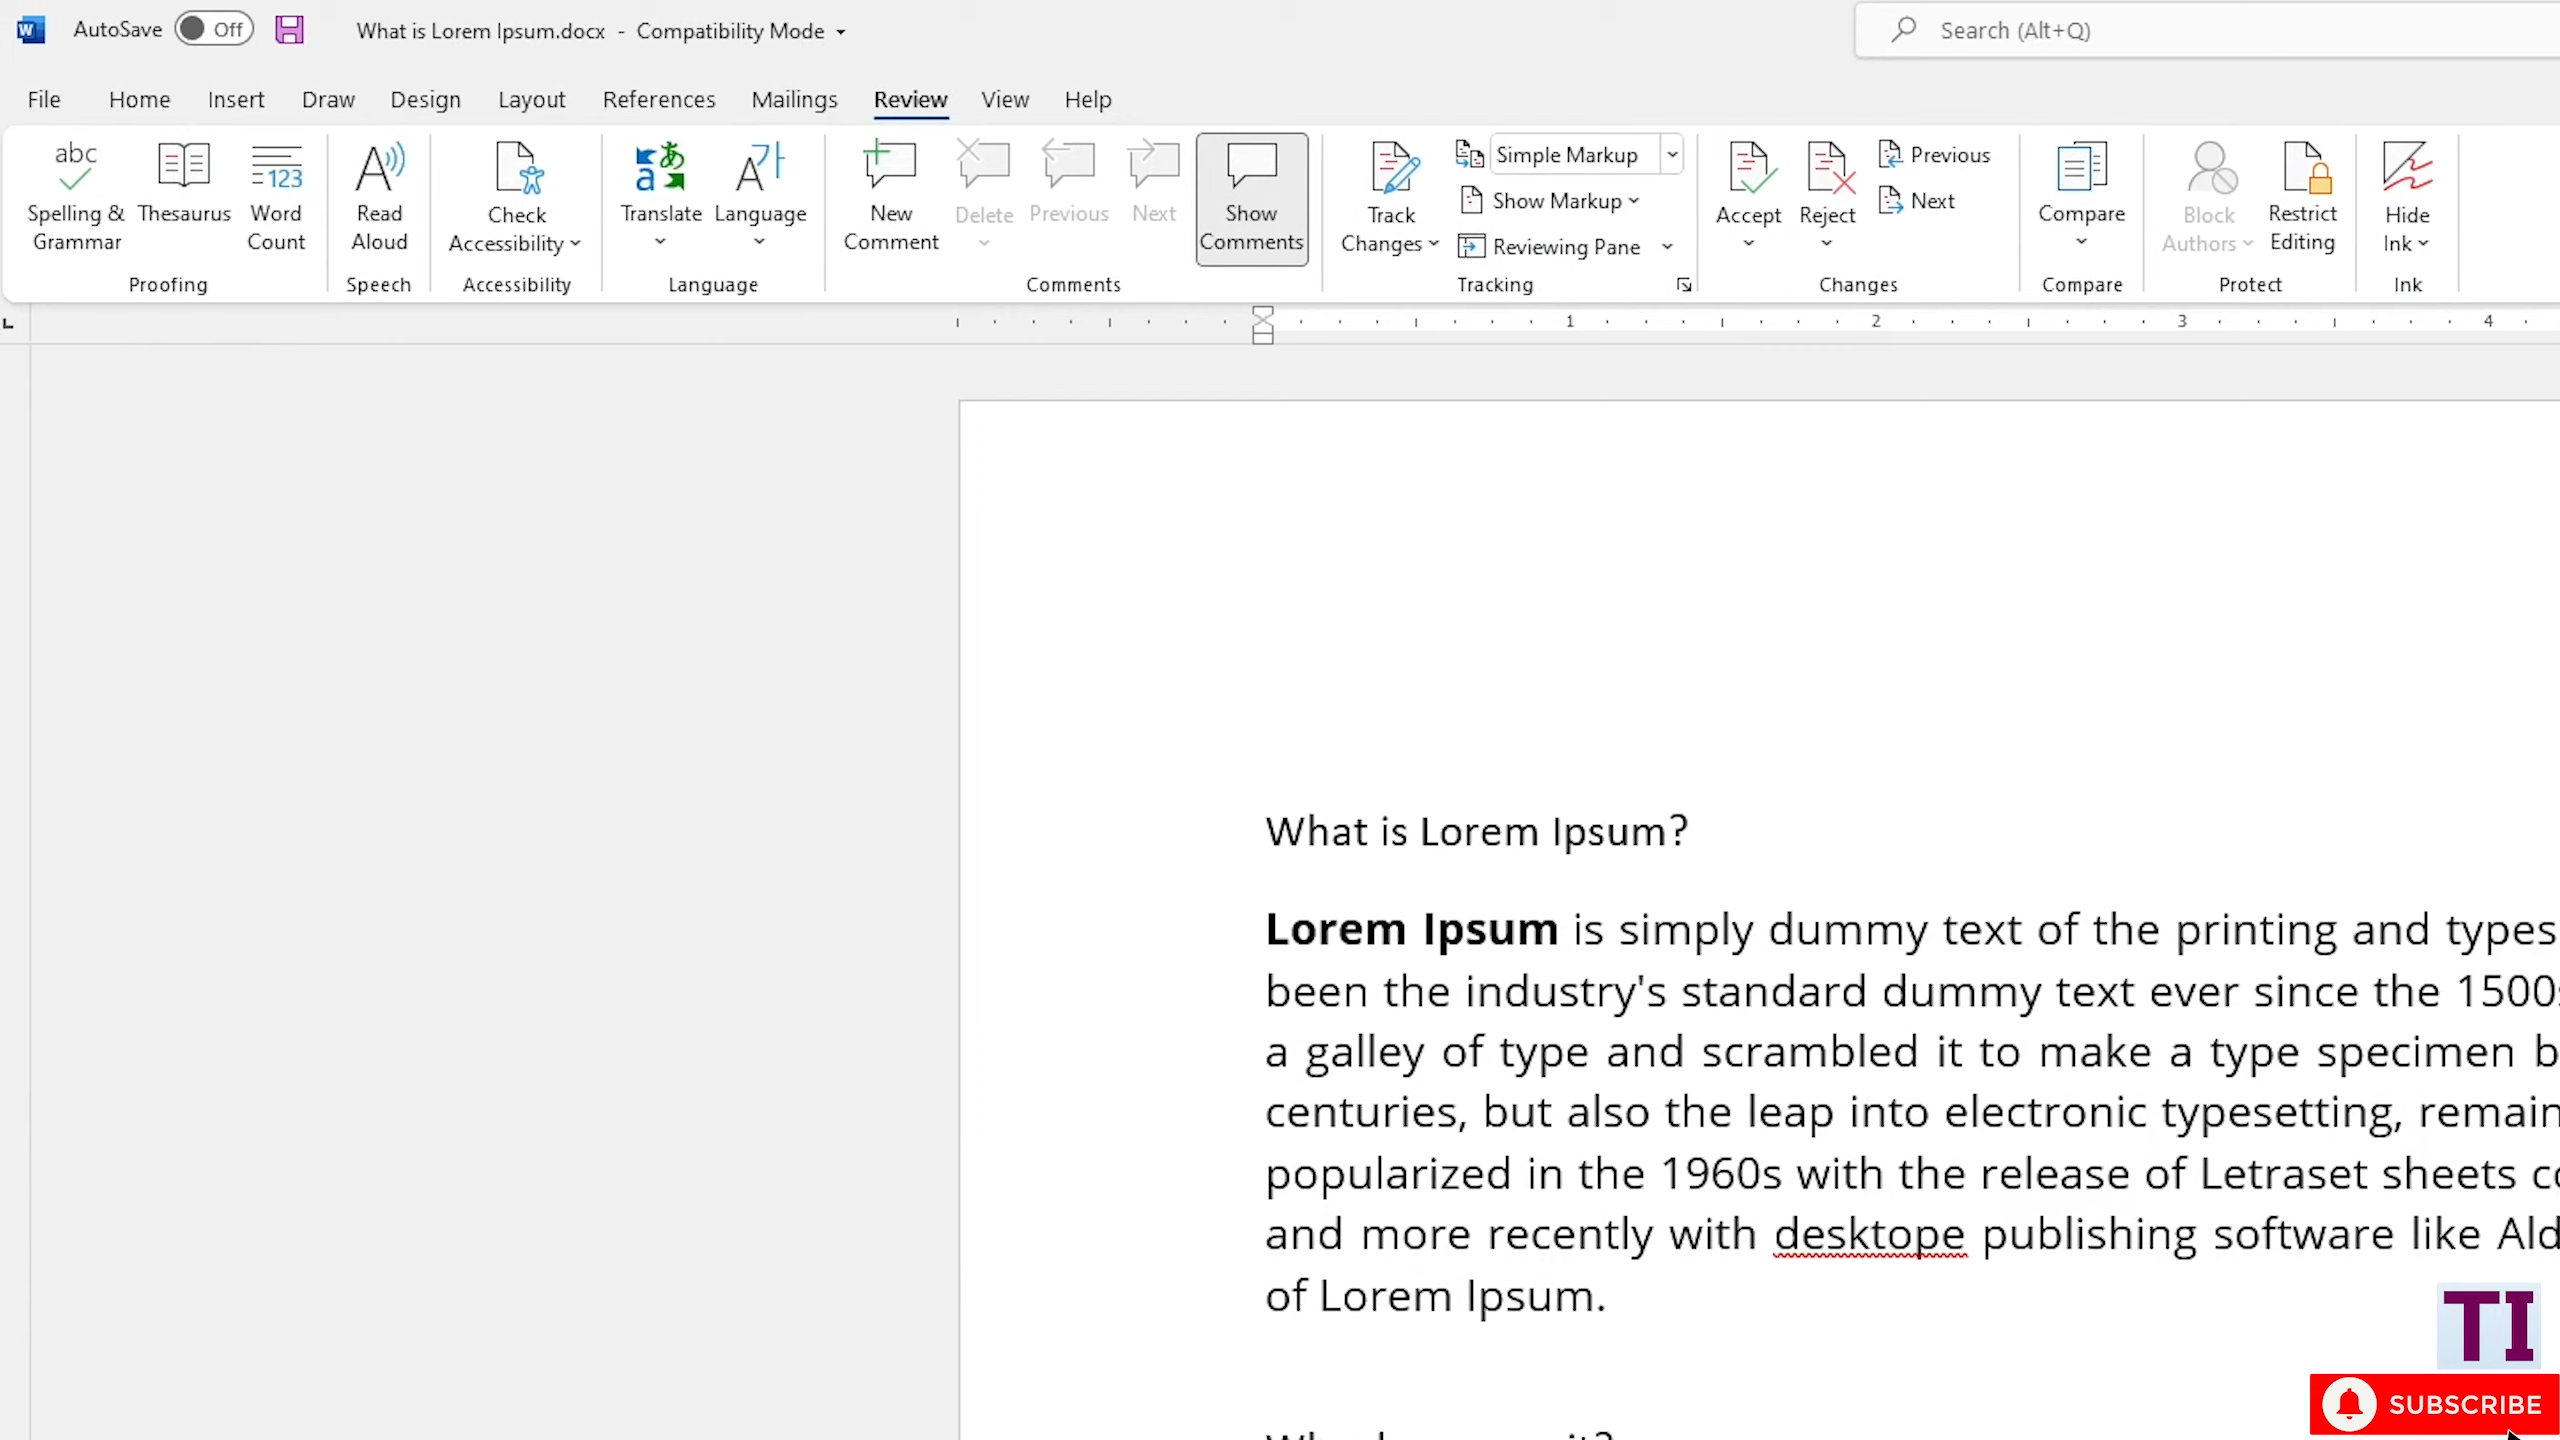 AutoSave Off What is Lorem Ipsum.docx - Compatibility Mode Search (Alt+Q)
File Home Insert Draw Design Layout References Mailings Review View Help
abc
Spelling & Grammar
Thesaurus
123
Word Count
Proofing
Read Aloud
Speech
Check Accessibility
Accessibility
Translate
Language
Language
New Comment
Delete
Previous
Next
Show Comments
Comments
Track Changes
Simple Markup
Show Markup
Reviewing Pane
Tracking
Accept
Reject
Previous
Next
Changes
Compare
Compare
Block Authors
Restrict Editing
Protect
Hide Ink
Ink
1 2 3 4
What is Lorem Ipsum?
Lorem Ipsum is simply dummy text of the printing and types
been the industry's standard dummy text ever since the 1500s
a galley of type and scrambled it to make a type specimen b
centuries, but also the leap into electronic typesetting, remain
popularized in the 1960s with the release of Letraset sheets co
and more recently with desktope publishing software like Ald
of Lorem Ipsum.
TI
SUBSCRIBE